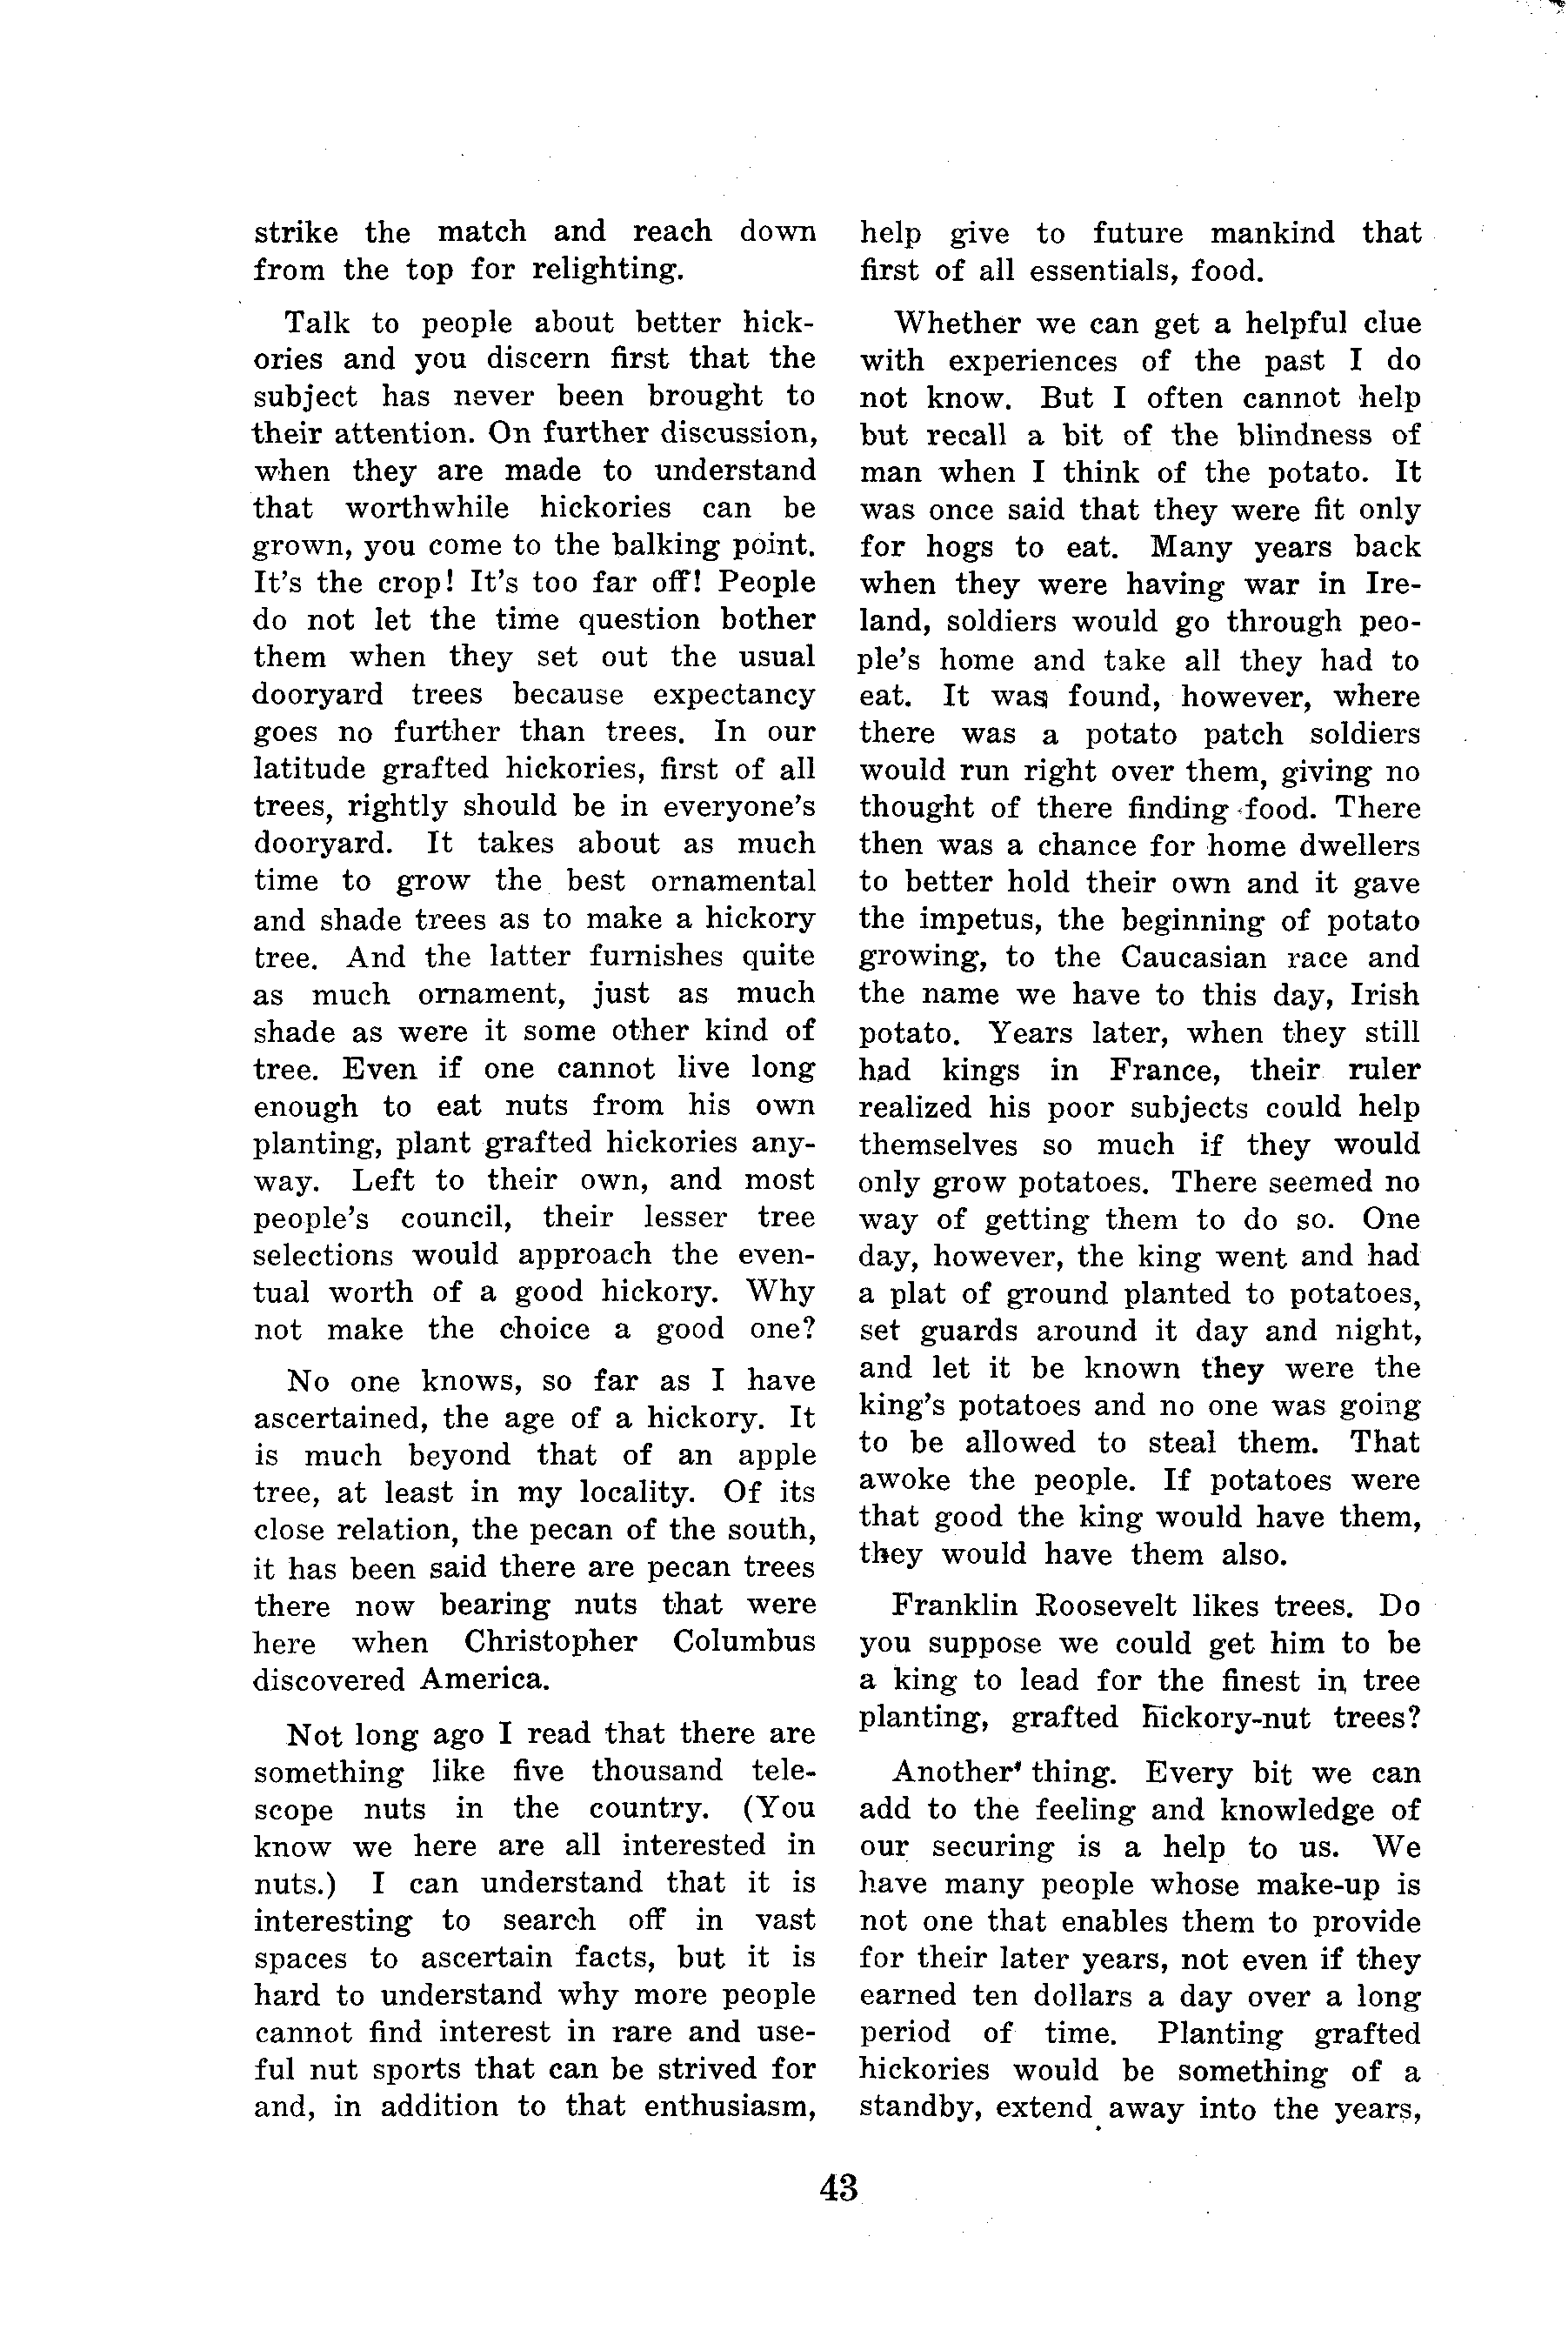 strike the match and reach down
from the top for relighting.
Talk to people about better hick-
ories and you discern first that the
subject has never been brought to
their attention. On further discussion,
when they are made to understand
that worthwhile hickories can be
grown, you come to the balking point.
It's the crop! It's too far off! People
do not let the time question bother
them when they set out the usual
dooryard trees because expectancy
goes no further than trees. In our
latitude grafted hickories, first of all
trees, rightly should be in everyone's
dooryard. It takes about as much
time to grow the best ornamental
and shade trees as to make a hickory
tree. And the latter furnishes quite
as much ornament, just as much
shade as were it some other kind of
tree. Even if one cannot live long
enough to eat nuts from his own
planting, plant grafted hickories any-
way. Left to their own, and most
people's council, their lesser tree
selections would approach the even-
tual worth of a good hickory. Why
not make the choice a good one?
No one knows, so far as I have
ascertained, the age of a hickory. It
is much beyond that of an apple
tree, at least in my locality. Of its
close relation, the pecan of the south,
it has been said there are pecan trees
there now bearing nuts that were
here when Christopher Columbus
discovered America.
Not long ago I read that there are
something like five thousand tele-
scope nuts in the country. (You
know we here are all interested in
nuts.) I can understand that it is
interesting to search off in vast
spaces to ascertain facts, but it is
hard to understand why more people
cannot find interest in rare and use-
ful nut sports that can be strived for
and, in addition to that enthusiasm,
help give to future mankind that
first of all essentials, food.
Whether we can get a helpful clue
with experiences of the past I do
not know. But I often cannot help
but recall a bit of the blindness of
man when I think of the potato. It
was once said that they were fit only
for hogs to eat. Many years back
when they were having war in Ire-
land, soldiers would go through peo-
ple's home and take all they had to
eat. It was found, however, where
there was a potato patch soldiers
would run right over them, giving no
thought of there finding food. There
then was a chance for home dwellers
to better hold their own and it gave
the impetus, the beginning of potato
growing, to the Caucasian race and
the name we have to this day, Irish
potato. Years later, when they still
had kings in France, their ruler
realized his poor subjects could help
themselves so much if they would
only grow potatoes. There seemed no
way of getting them to do so. One
day, however, the king went and had
a plat of ground planted to potatoes,
set guards around it day and night,
and let it be known they were the
king's potatoes and no one was going
to be allowed to steal them. That
awoke the people. If potatoes were
that good the king would have them,
they would have them also.
Franklin Roosevelt likes trees. Do
you suppose we could get him to be
a king to lead for the finest in tree
planting, grafted hickory-nut trees?
Another thing. Every bit we can
add to the feeling and knowledge of
our securing is a help to us. We
have many people whose make-up is
not one that enables them to provide
for their later years, not even if they
earned ten dollars a day over a long
period of time. Planting grafted
hickories would be something of a
standby, extend away into the years,
43